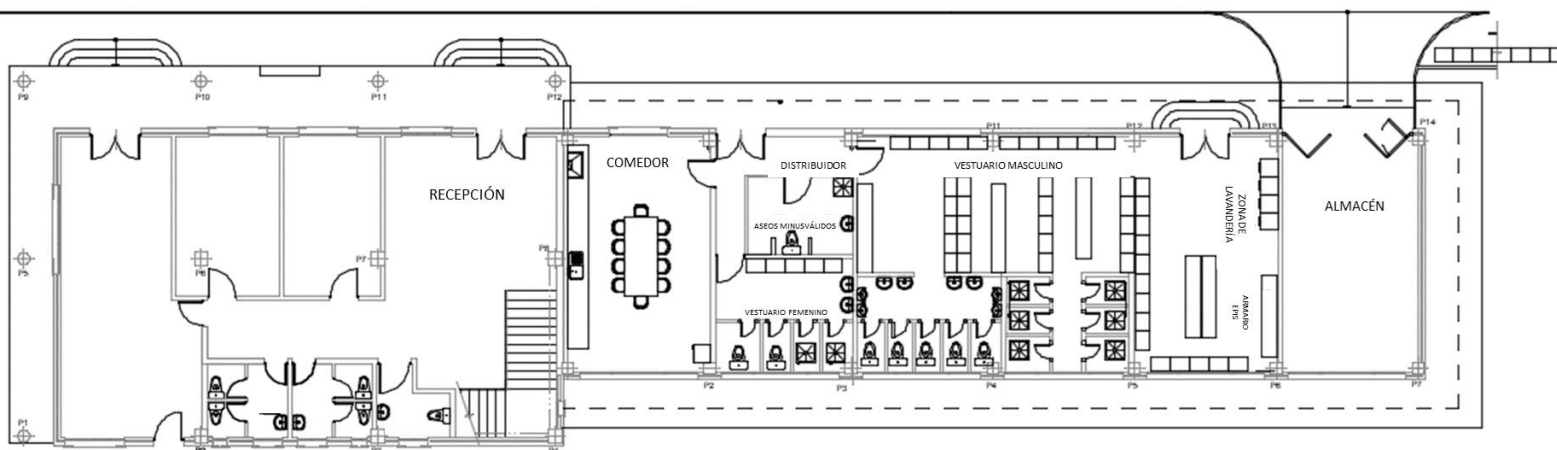 P9
P10
P11
P12
P11
P12
P13
P14
COMEDOR
DISTRIBUIDOR
VESTUARIO MASCULINO
RECEPCIÓN
ZONA DE
LAVANDERÍA
ALMACÉN
ASEOS MINUSVÁLIDOS
P5
P6
P7
P8
VESTUARIO FEMENINO
ARMARIO
EPIS
P2
P3
P4
P5
P6
P7
P1